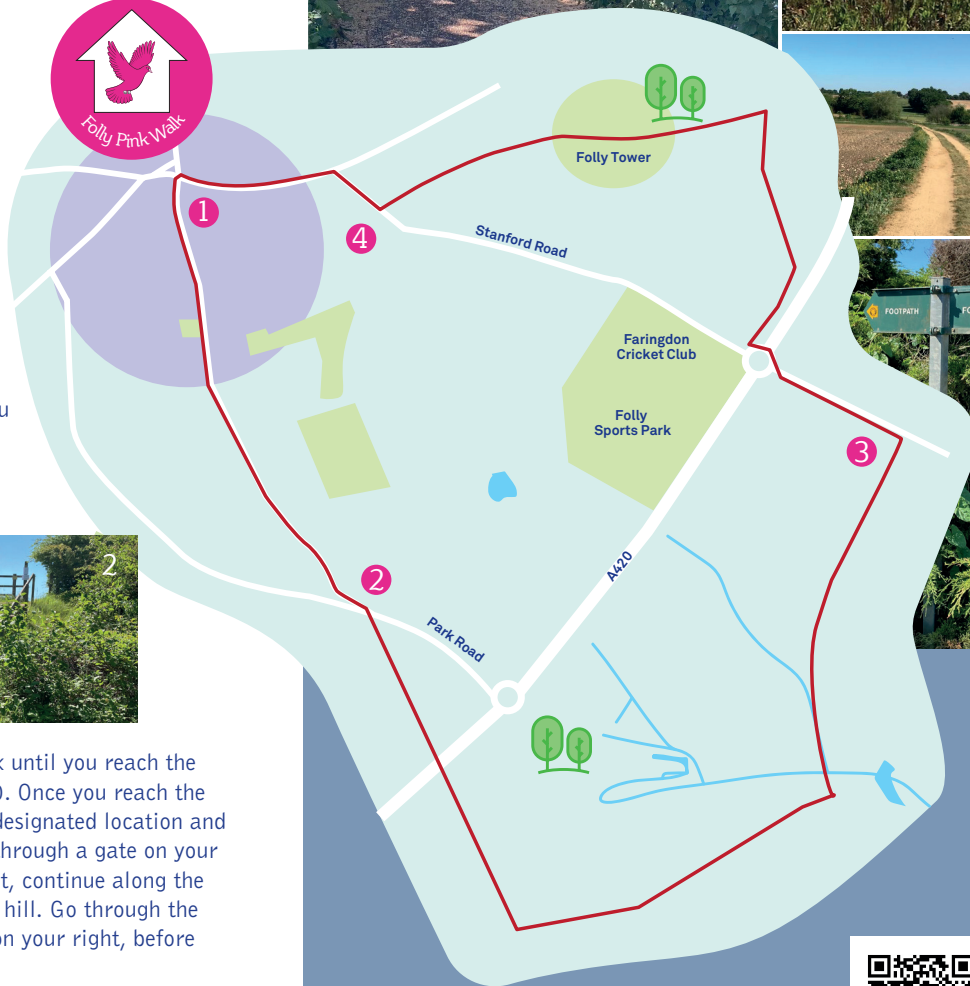 Folly Pink Walk
Folly Tower
1
4
Stanford Road
FOOTPATH
Faringdon
Cricket Club
Folly
Sports Park
3
A420
2
2
Park Road
until you reach the
Once you reach the
designated location and
through a gate on your
continue along the
hill. Go through the
on your right, before